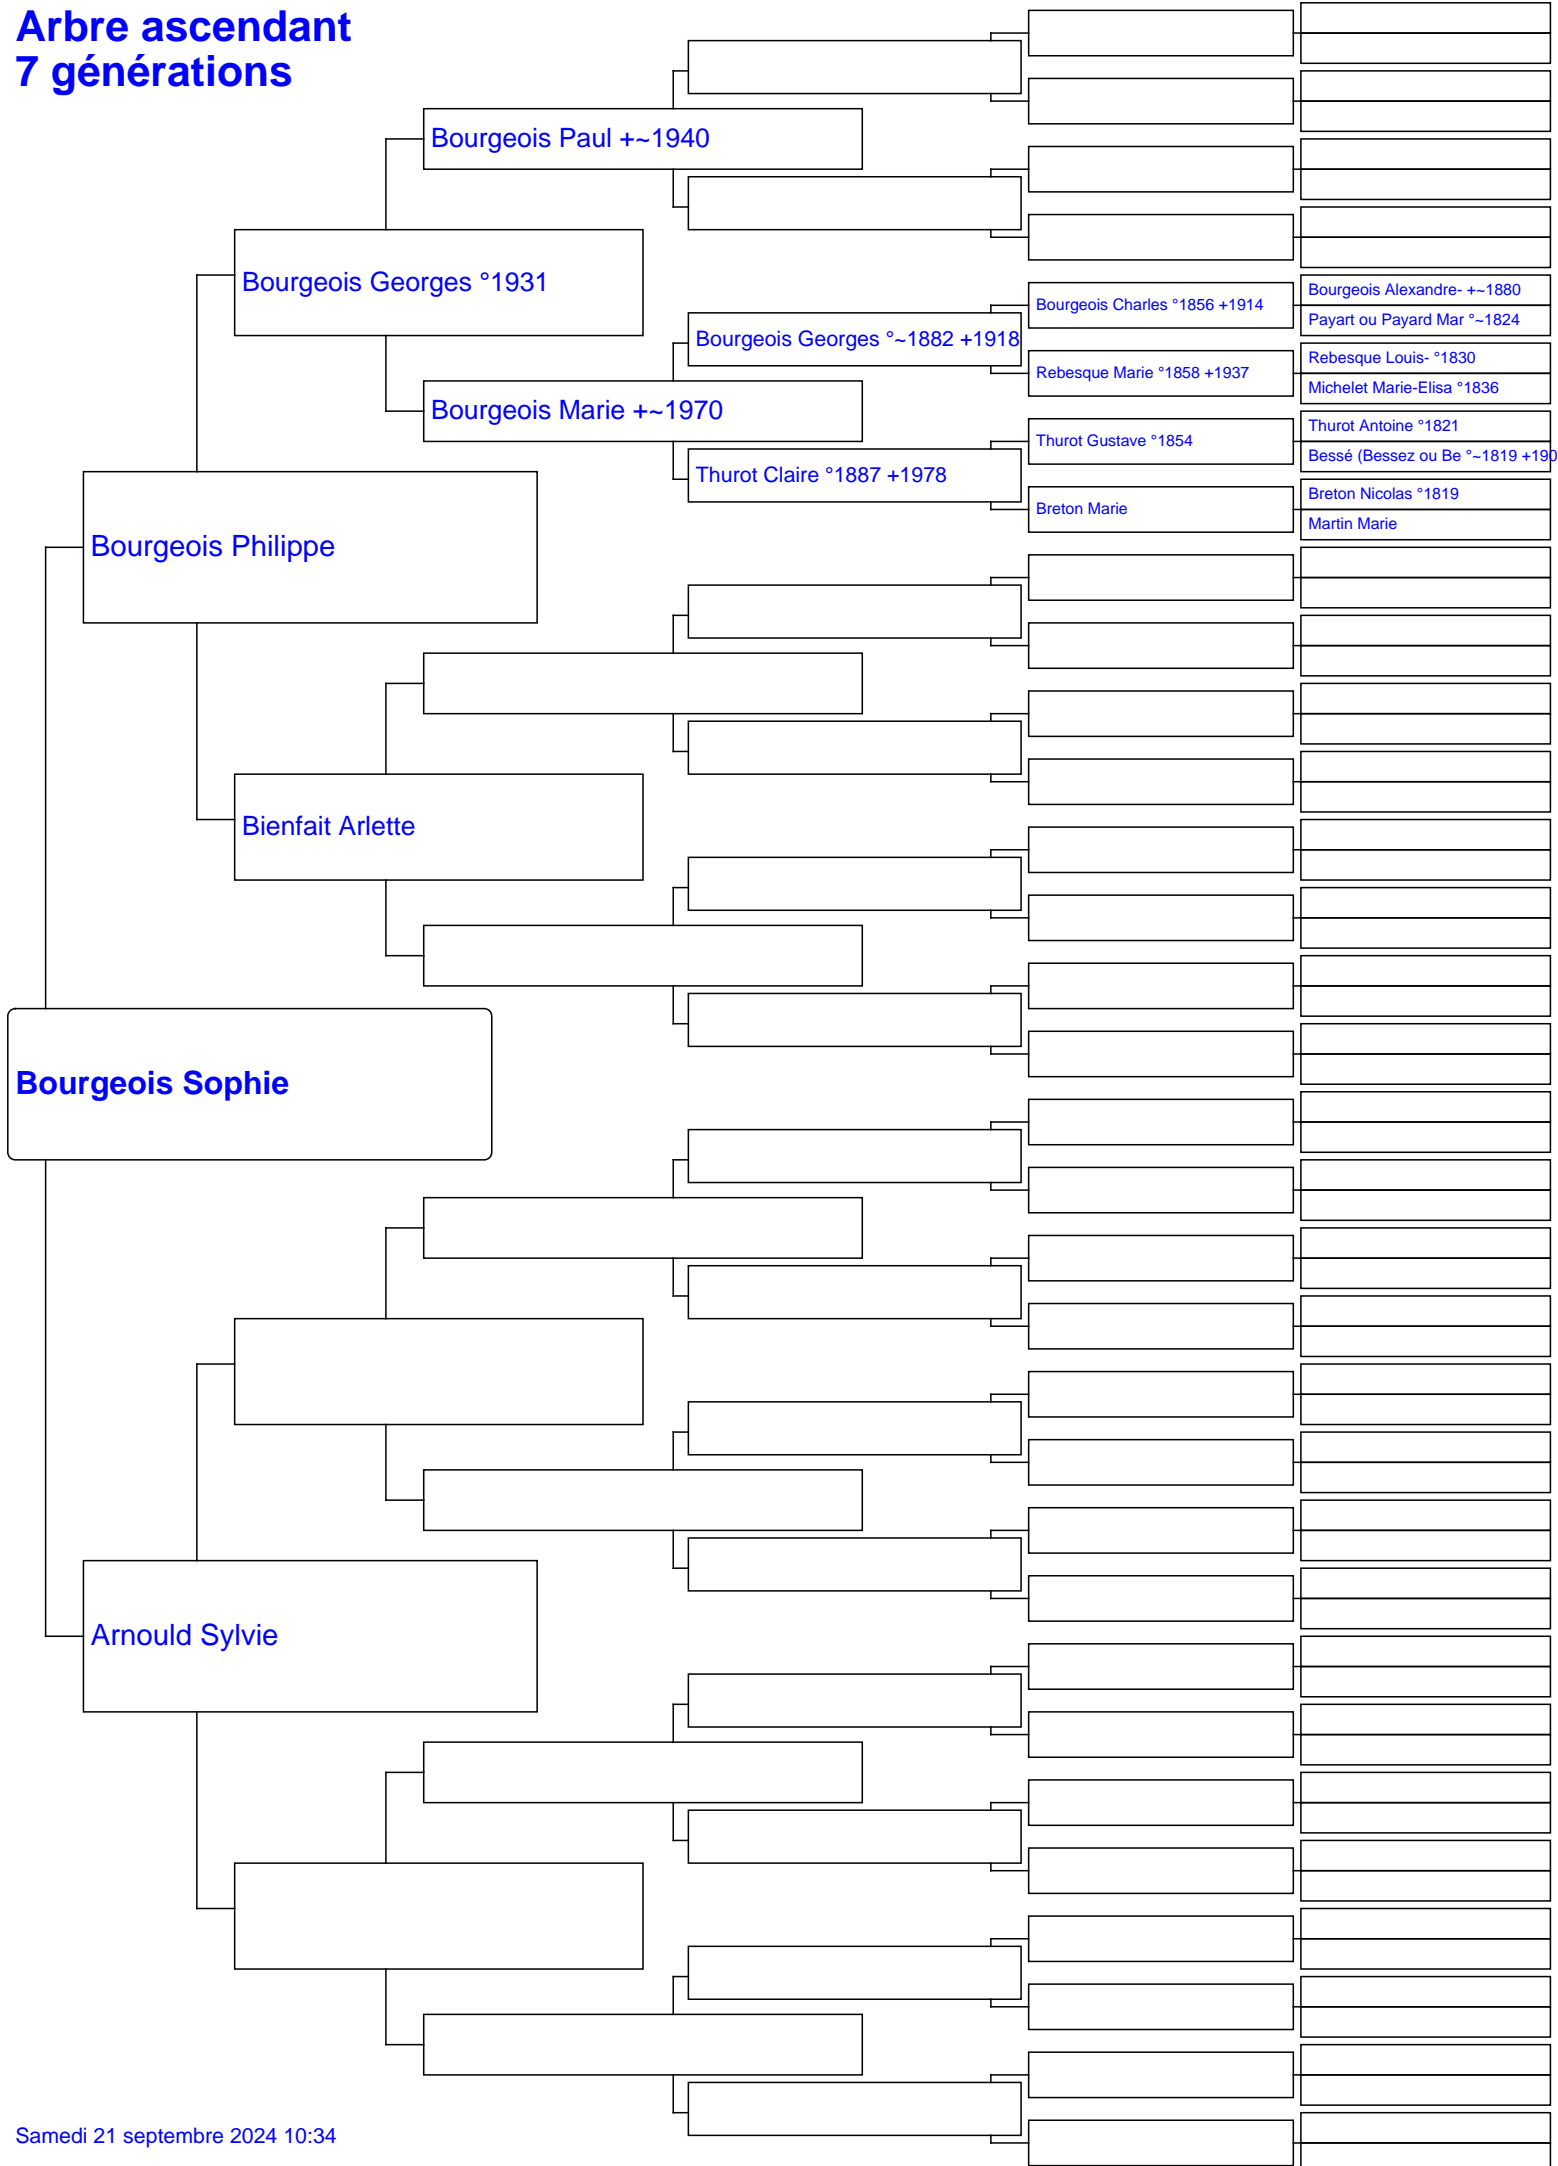 Arbre ascendant
7 générations
Bourgeois Paul +~1940
Bourgeois Georges °1931
Bourgeois Alexandre- +~1880
Bourgeois Charles °1856 +1914
Payart ou Payard Mar °~1824
Bourgeois Georges °~1882 +1918
Rebesque Louis- °1830
Rebesque Marie °1858 +1937
Michelet Marie-Elisa °1836
Bourgeois Marie +~1970
Thurot Antoine °1821
Thurot Gustave °1854
Bessé (Bessez ou Be °~1819 +190
Thurot Claire °1887 +1978
Breton Nicolas °1819
Breton Marie
Martin Marie
Bourgeois Philippe
Bienfait Arlette
Bourgeois Sophie
Arnould Sylvie
Samedi 21 septembre 2024 10:34